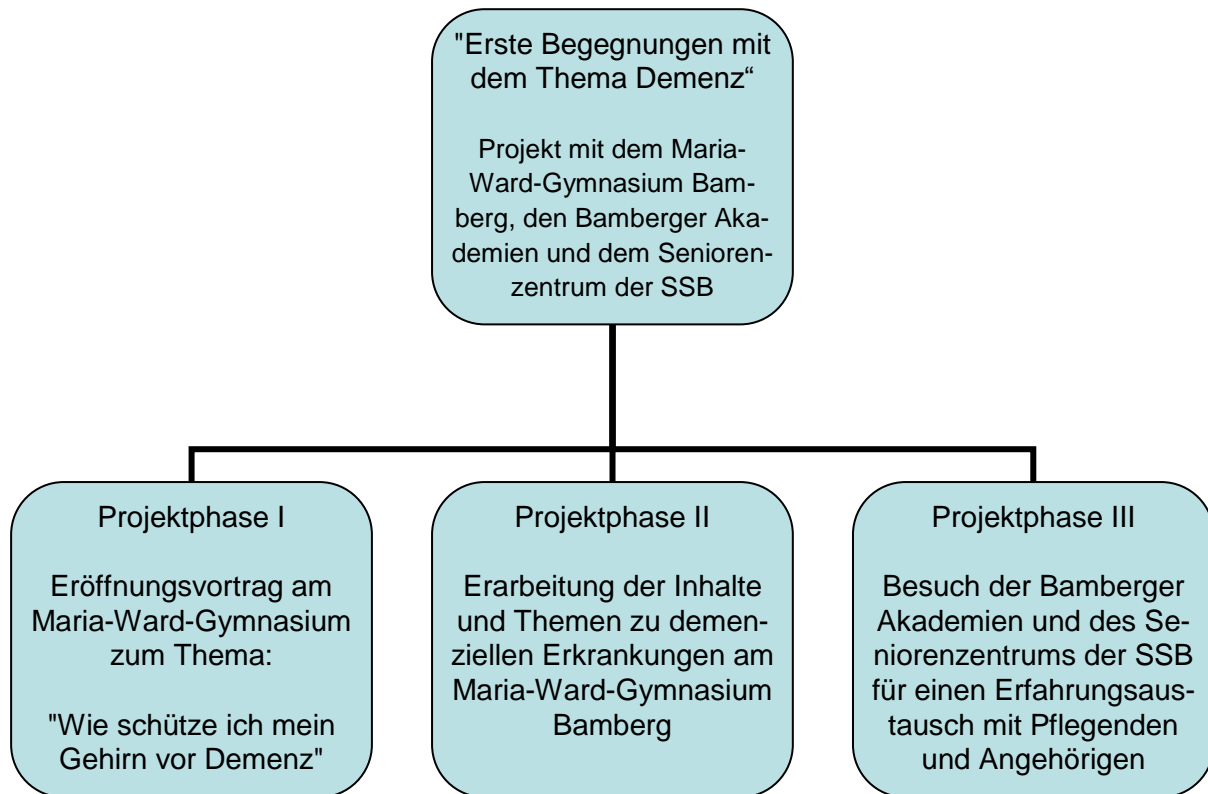 "Erste Begegnungen mit
dem Thema Demenz“
Projekt mit dem Maria-
Ward-Gymnasium Bam-
berg, den Bamberger Aka-
demien und dem Senioren-
zentrum der SSB
Projektphase I
Eröffnungsvortrag am
Maria-Ward-Gymnasium
zum Thema:
"Wie schütze ich mein
Gehirn vor Demenz"
Projektphase II
Erarbeitung der Inhalte
und Themen zu demen-
ziellen Erkrankungen am
Maria-Ward-Gymnasium
Bamberg
Projektphase III
Besuch der Bamberger
Akademien und des Se-
niorenzentrums der SSB
für einen Erfahrungsaus-
tausch mit Pflegenden
und Angehörigen